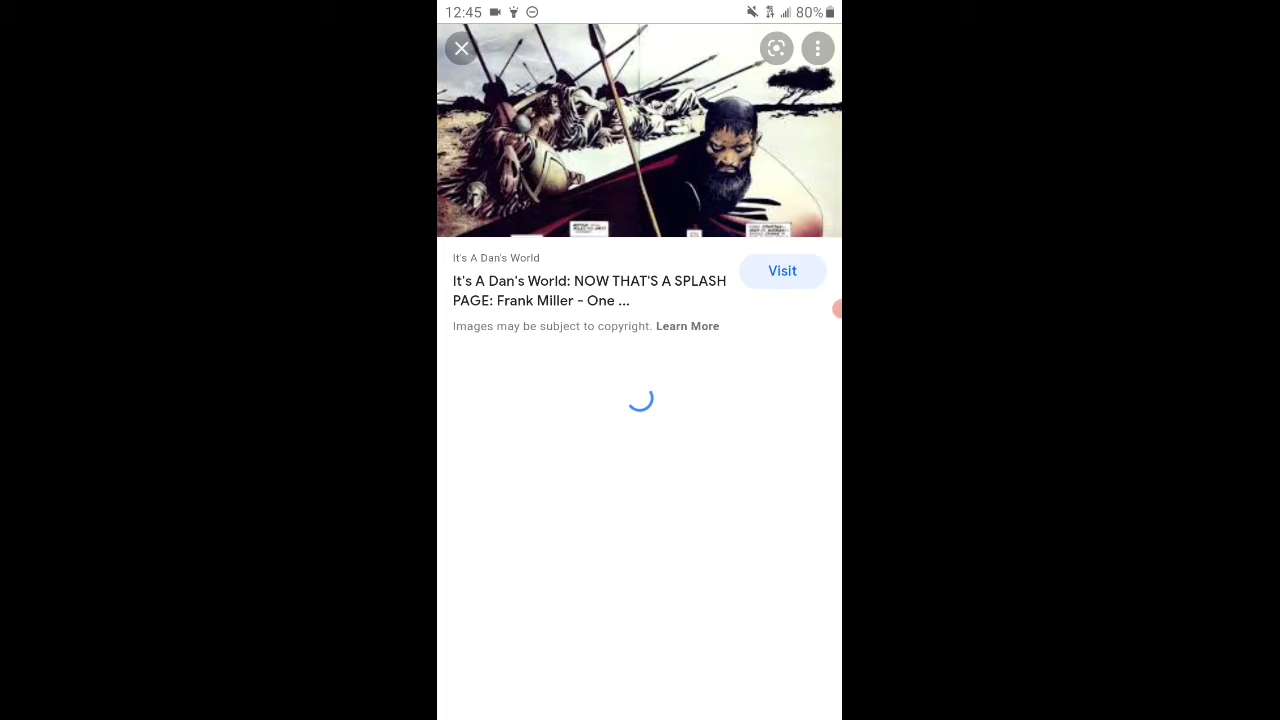 12:45
80%
It's A Dan's World
Visit
It's A Dan's World: NOW THAT'S A SPLASH
PAGE: Frank Miller - One ...
Images may be subject to copyright. Learn More